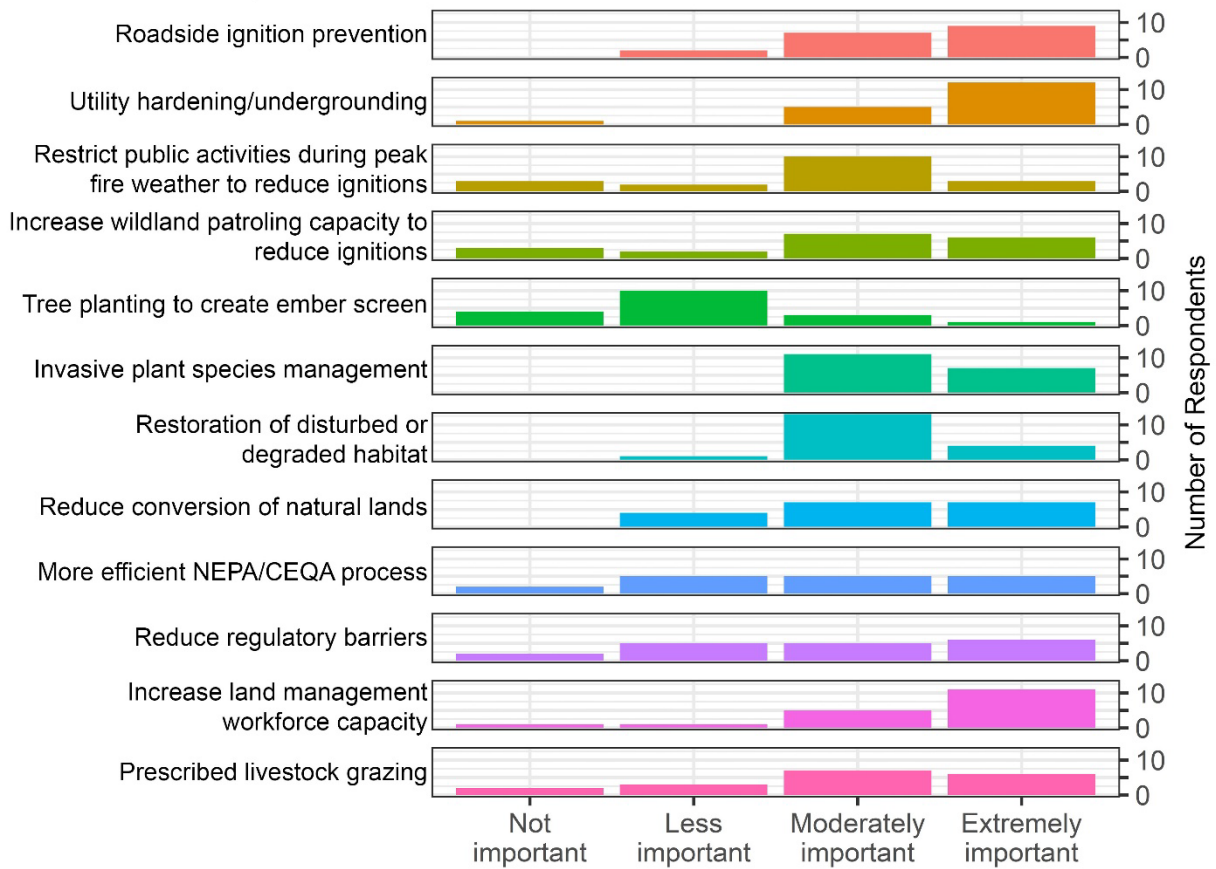 Roadside ignition prevention
10
0
Utility hardening/undergrounding
10
0
Restrict public activities during peak
fire weather to reduce ignitions
10
0
Increase wildland patroling capacity to
reduce ignitions
10
0
Tree planting to create ember screen
10
0
Invasive plant species management
10
0
Restoration of disturbed or
degraded habitat
10
0
Reduce conversion of natural lands
10
0
More efficient NEPA/CEQA process
10
0
Reduce regulatory barriers
10
0
Increase land management
workforce capacity
10
0
Prescribed livestock grazing
10
0
Number of Respondents
Not
important
Less
important
Moderately
important
Extremely
important